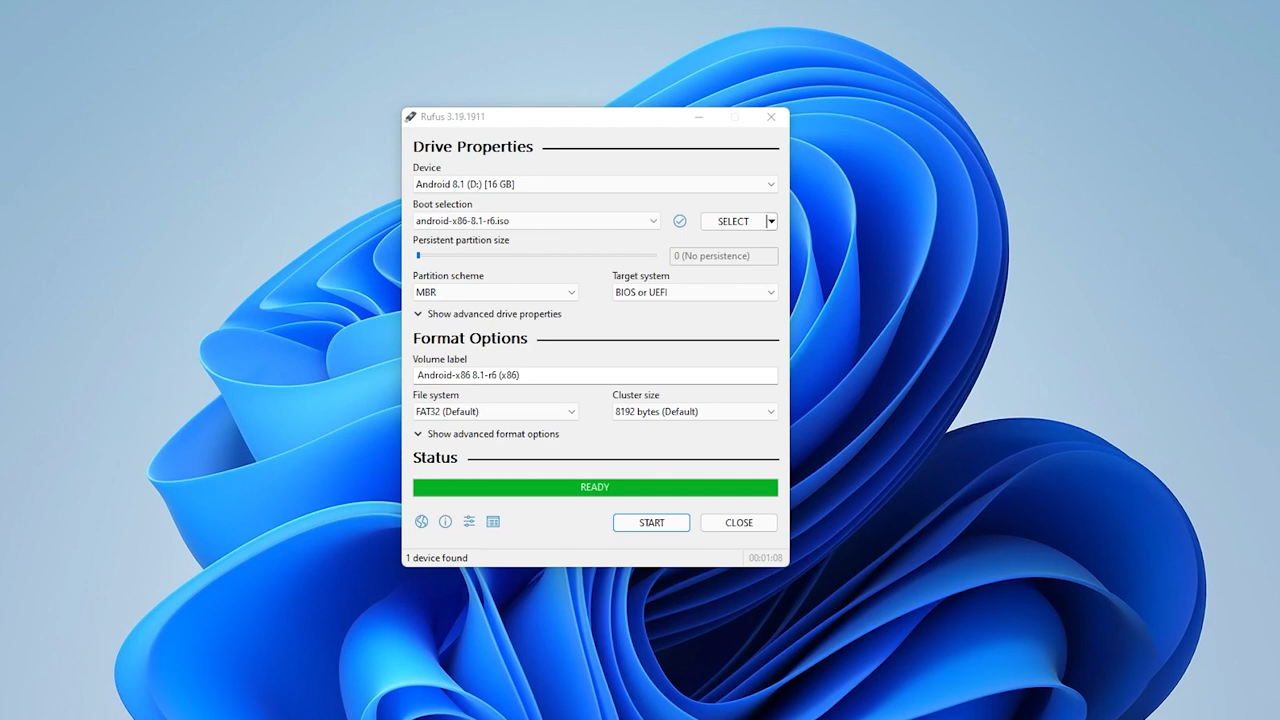 Rufus 3.19.1911
Drive Properties
Device
Android 8.1 (D:) [16 GB]
Boot selection
android-x86-8.1-r6.iso
SELECT
Persistent partition size
0 (No persistence)
Partition scheme
Target system
MBR
BIOS or UEFI
Show advanced drive properties
Format Options
Volume label
Android-x86 8.1-r6 (x86)
File system
Cluster size
FAT32 (Default)
8192 bytes (Default)
Show advanced format options
Status
READY
START
CLOSE
1 device found
00:01:08